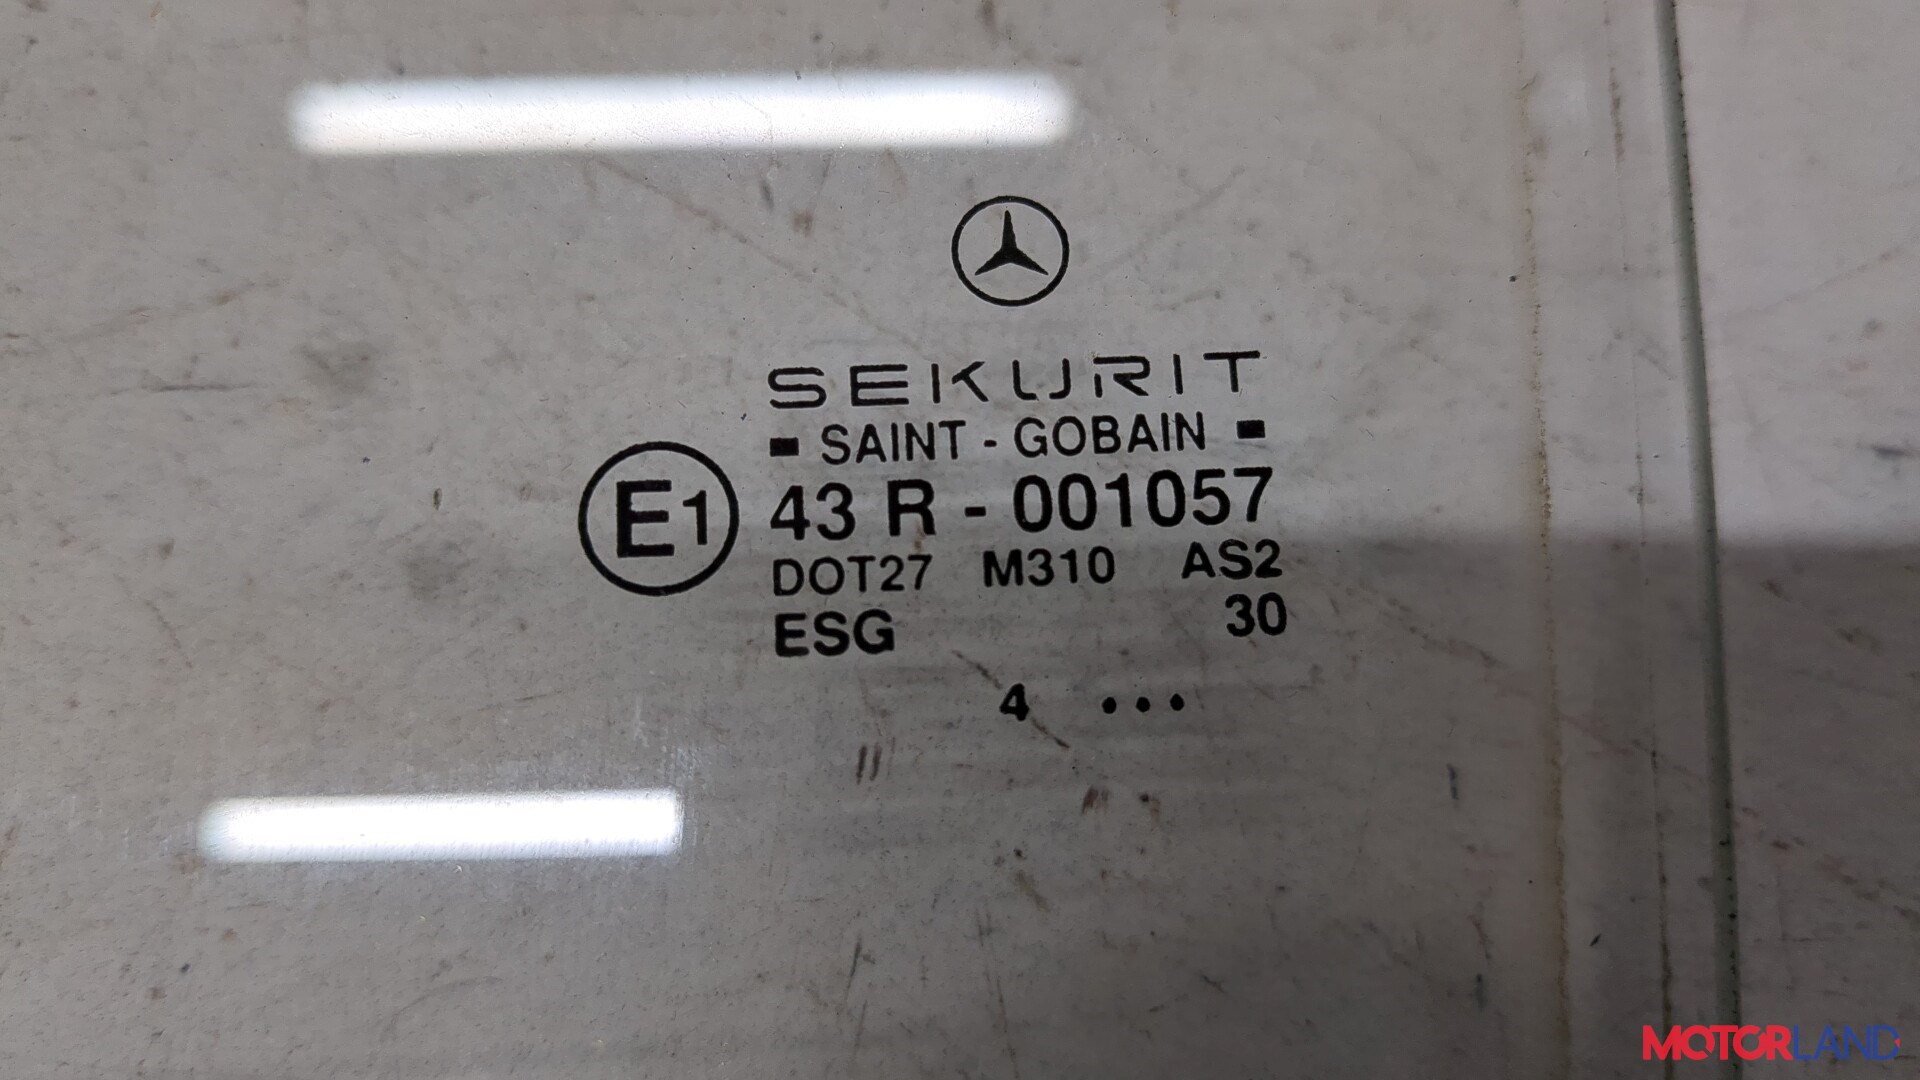 SEKURIT
SAINT - GOBAIN
E1 43 R - 001057
DOT27 M310 AS2
ESG 30
4 •••
MOTORLAND